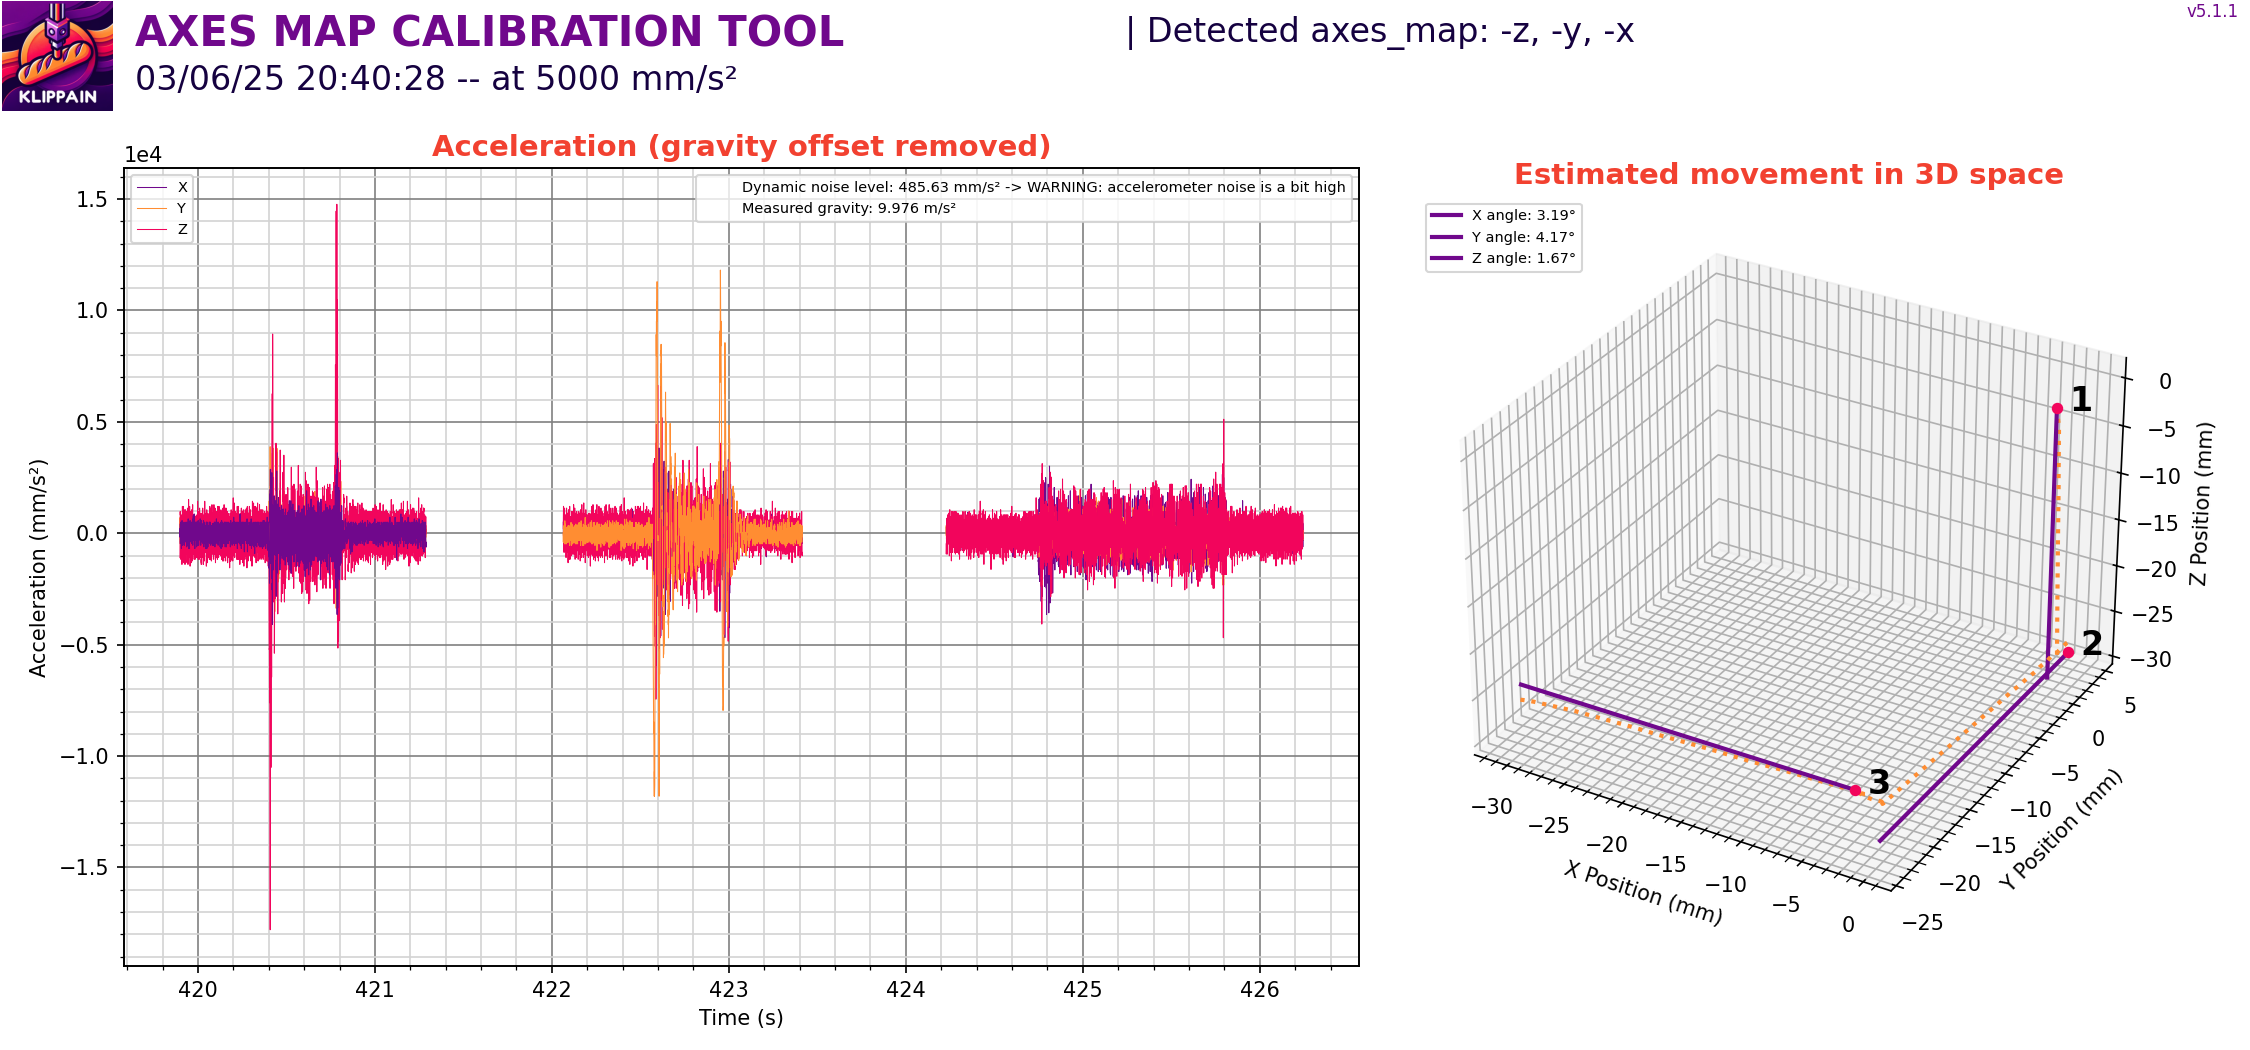 AXES MAP CALIBRATION TOOL
| Detected axes_map: -z, -y, -x
v5.1.1
03/06/25 20:40:28 -- at 5000 mm/s²
KLIPPAIN
Acceleration (gravity offset removed)
1e4
X
Y
Z
Dynamic noise level: 485.63 mm/s² -> WARNING: accelerometer noise is a bit high
Measured gravity: 9.976 m/s²
1.5
1.0
0.5
0.0
−0.5
−1.0
−1.5
Acceleration (mm/s²)
420
421
422
423
424
425
426
Time (s)
Estimated movement in 3D space
X angle: 3.19°
Y angle: 4.17°
Z angle: 1.67°
1
2
3
0
−5
−10
−15
−20
−25
−30
Z Position (mm)
5
0
−5
−10
−15
−20
−25
Y Position (mm)
−30
−25
−20
−15
−10
−5
0
X Position (mm)